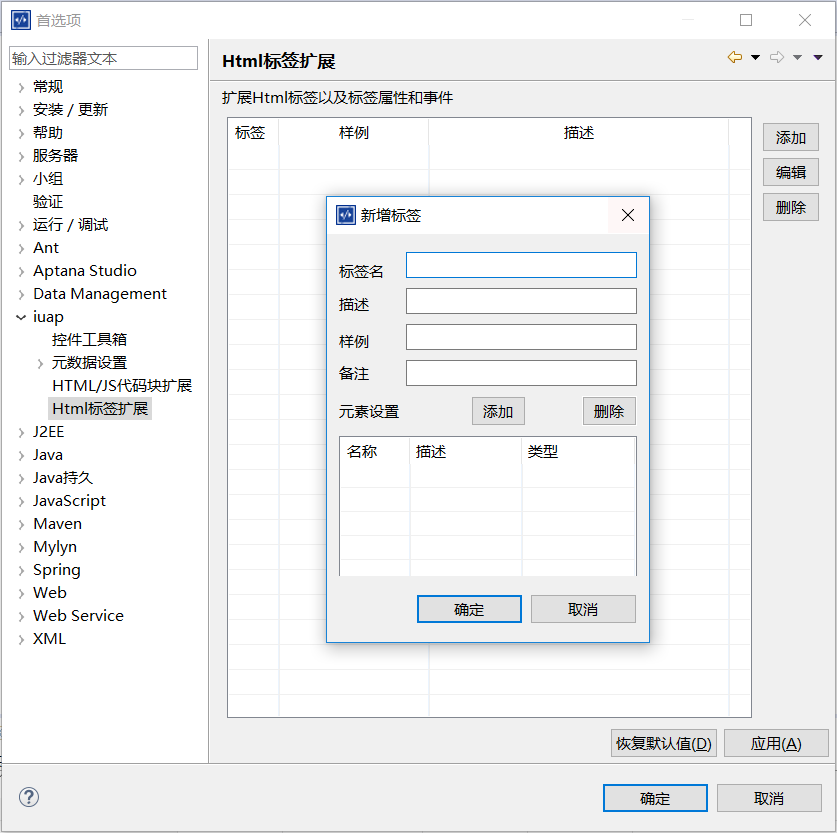 首选项
输入过滤器文本
常规
安装 / 更新
帮助
服务器
小组
验证
运行 / 调试
Ant
Aptana Studio
Data Management
iuap
控件工具箱
元数据设置
HTML/JS代码块扩展
Html标签扩展
J2EE
Java
Java持久
JavaScript
Maven
Mylyn
Spring
Web
Web Service
XML
Html标签扩展
扩展Html标签以及标签属性和事件
标签 样例 描述
添加
编辑
删除
新增标签
标签名
描述
样例
备注
元素设置 添加 删除
名称 描述 类型
确定 取消
恢复默认值(D) 应用(A)
确定 取消